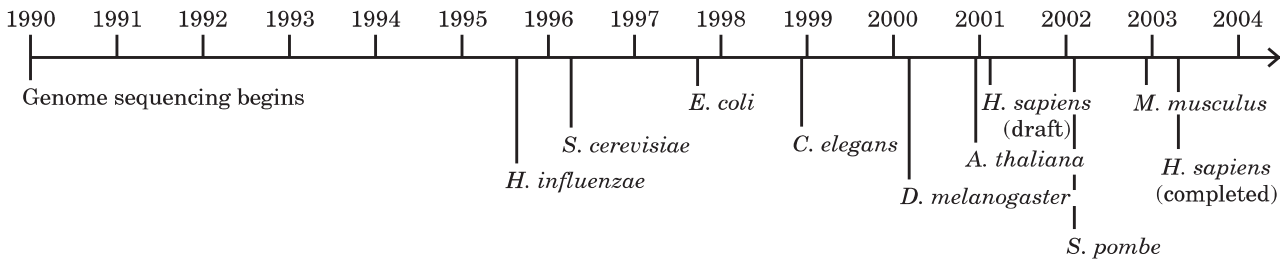 1990 1991 1992 1993 1994 1995 1996 1997 1998 1999 2000 2001 2002 2003 2004
Genome sequencing begins
H. influenzae
S. cerevisiae
E. coli
C. elegans
D. melanogaster
A. thaliana
H. sapiens
(draft)
S. pombe
M. musculus
H. sapiens
(completed)